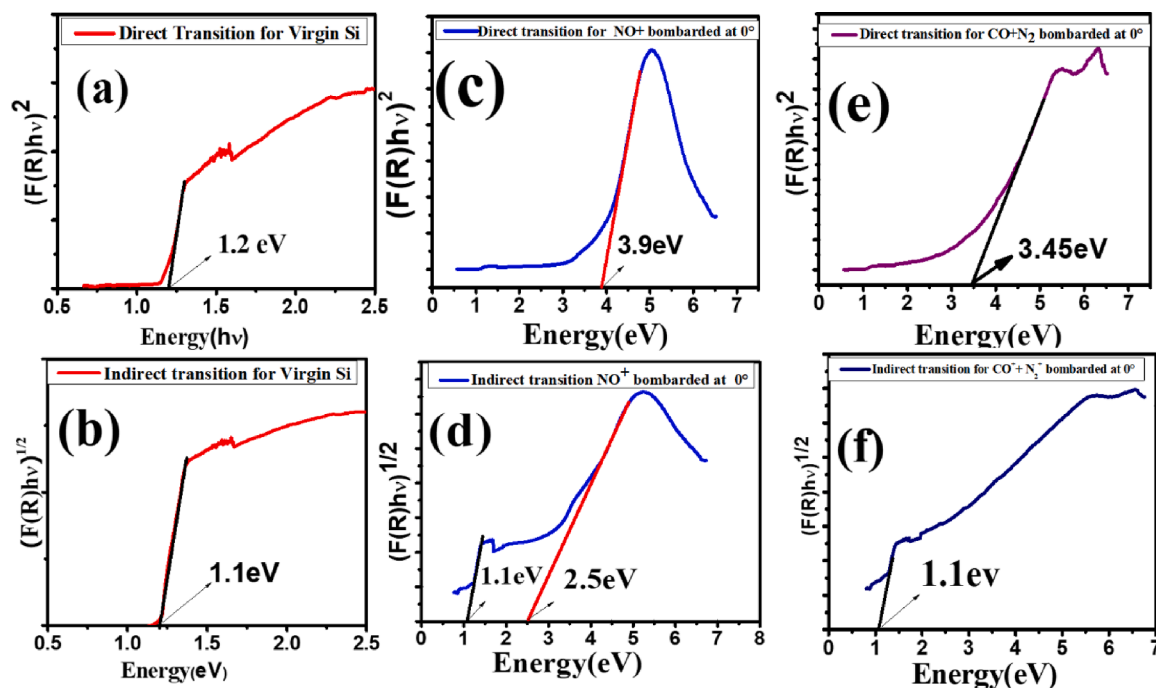 Direct Transition for Virgin Si
(a)
(F(R)hν)²
1.2 eV
0.5 1.0 1.5 2.0 2.5
Energy(hν)
Direct transition for NO+ bombarded at 0°
(c)
(F(R)hν)²
3.9eV
0 1 2 3 4 5 6 7
Energy(eV)
Direct transition for CO+N₂ bombarded at 0°
(e)
(F(R)hν)²
3.45eV
0 1 2 3 4 5 6 7
Energy(eV)
Indirect transition for Virgin Si
(b)
(F(R)hν)^1/2
1.1eV
0.5 1.0 1.5 2.0 2.5
Energy(eV)
Indirect transition NO⁺ bombarded at 0°
(d)
(F(R)hν)^1/2
1.1eV
2.5eV
0 1 2 3 4 5 6 7 8
Energy(eV)
Indirect transition for CO⁺+ N₂⁺ bombarded at 0°
(f)
(F(R)hν)^1/2
1.1ev
0 1 2 3 4 5 6 7
Energy(eV)